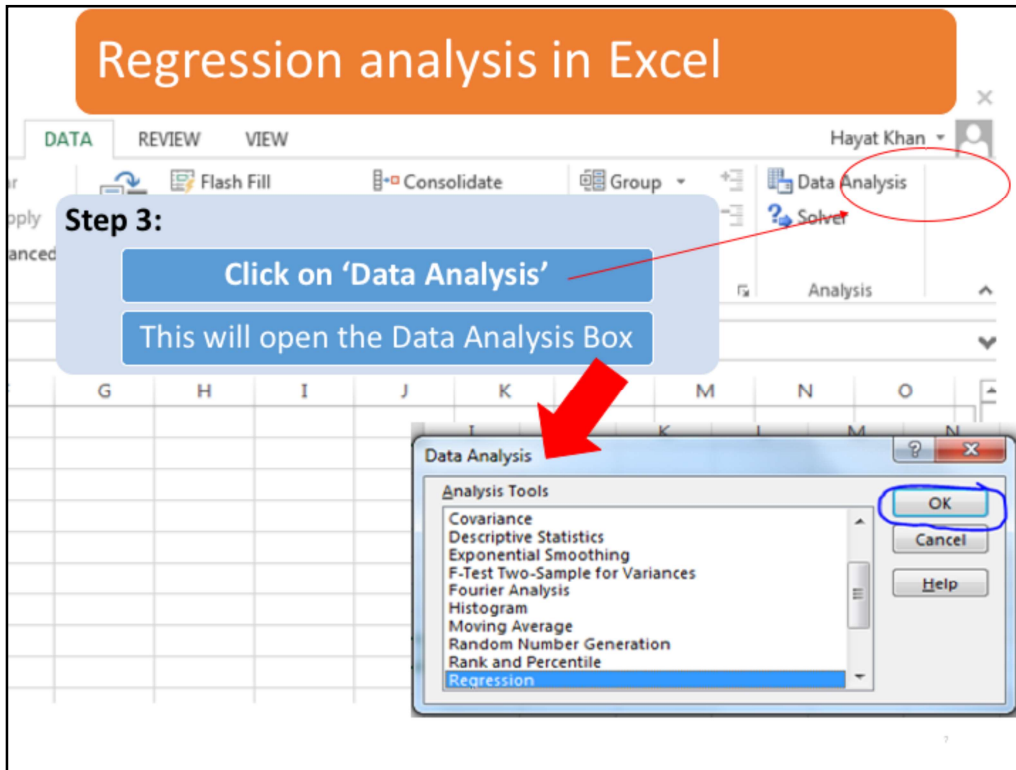 Regression analysis in Excel
DATA REVIEW VIEW Hayat Khan
Flash Fill Consolidate Group Data Analysis
pply Solver
anced
Step 3:
Click on ‘Data Analysis’
This will open the Data Analysis Box
Analysis
G H I J K M N O
I K L M N
Data Analysis
Analysis Tools
Covariance
Descriptive Statistics
Exponential Smoothing
F-Test Two-Sample for Variances
Fourier Analysis
Histogram
Moving Average
Random Number Generation
Rank and Percentile
Regression
OK
Cancel
Help
7